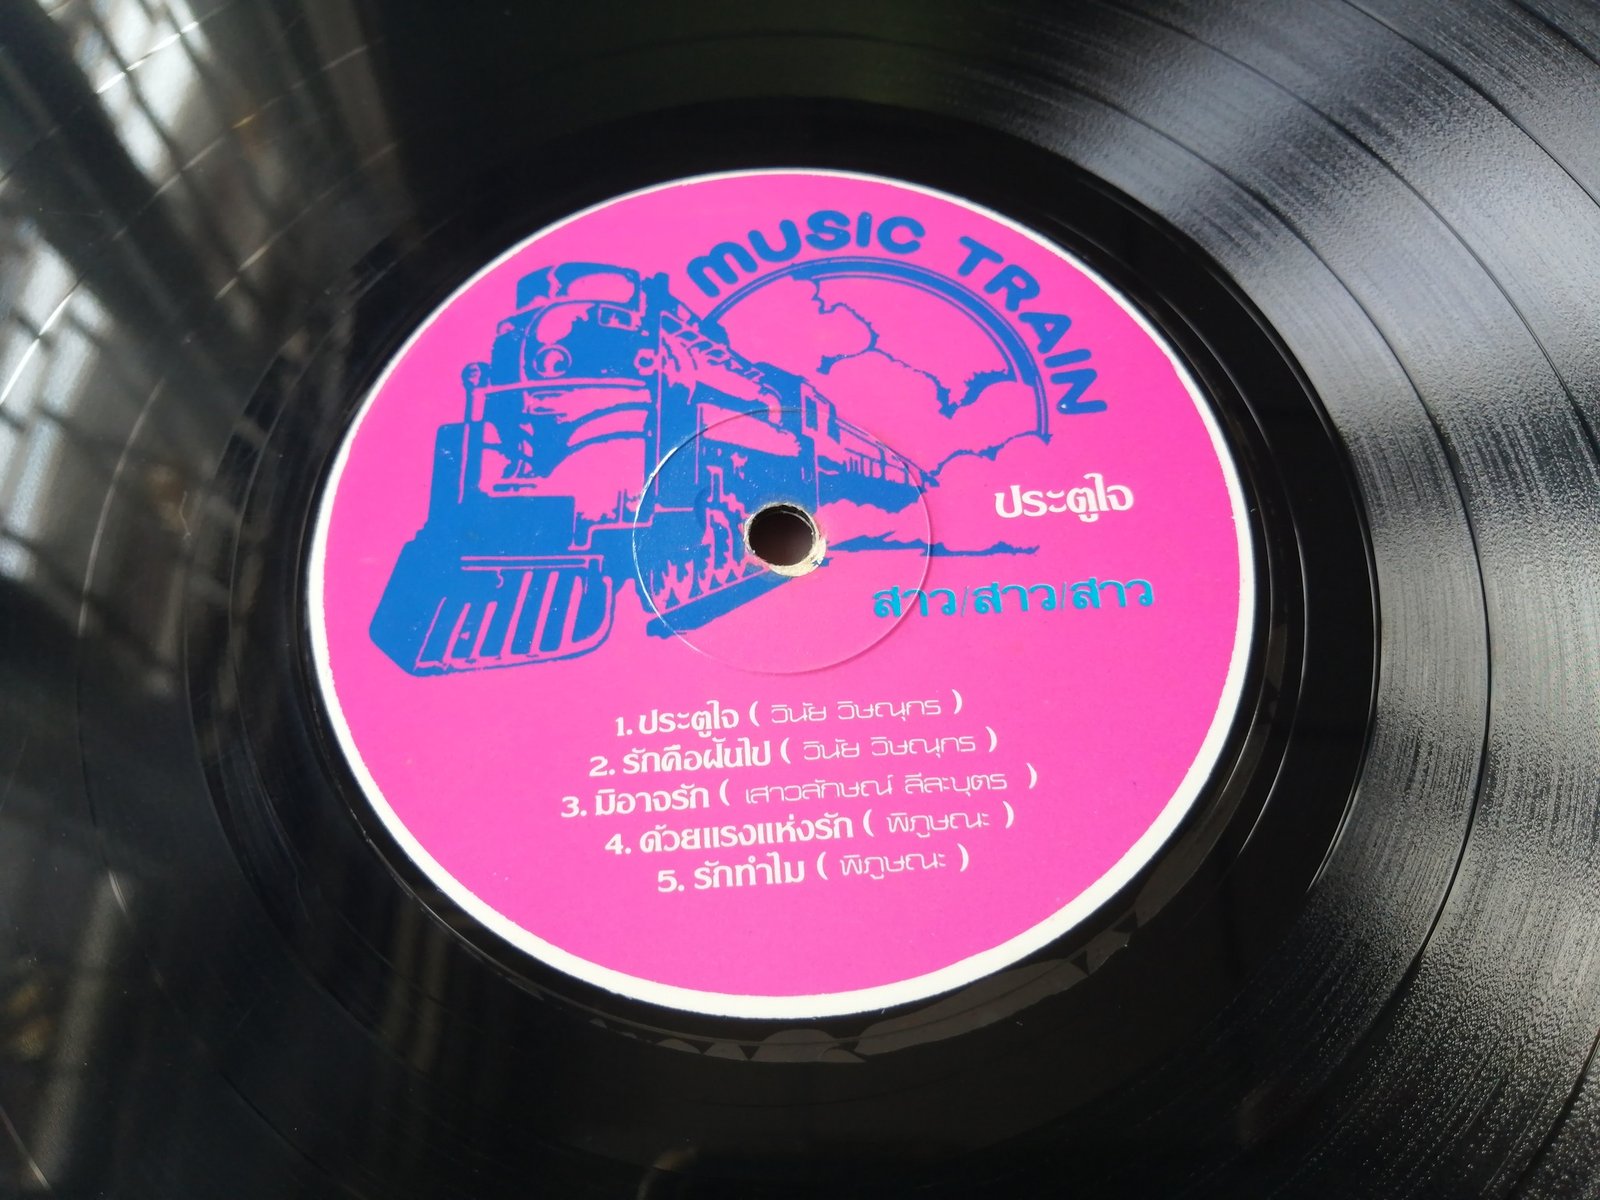 MUSIC TRAIN
ประตูใจ
สาว/สาว/สาว
1. ประตูใจ ( วินัย วิษณุกร )
2. รักคือฝันไป ( วินัย วิษณุกร )
3. มิอาจรัก ( เสาวลักษณ์ ลีละบุตร )
4. ด้วยแรงแห่งรัก ( พิภูษณะ )
5. รักทำไม ( พิภูษณะ )